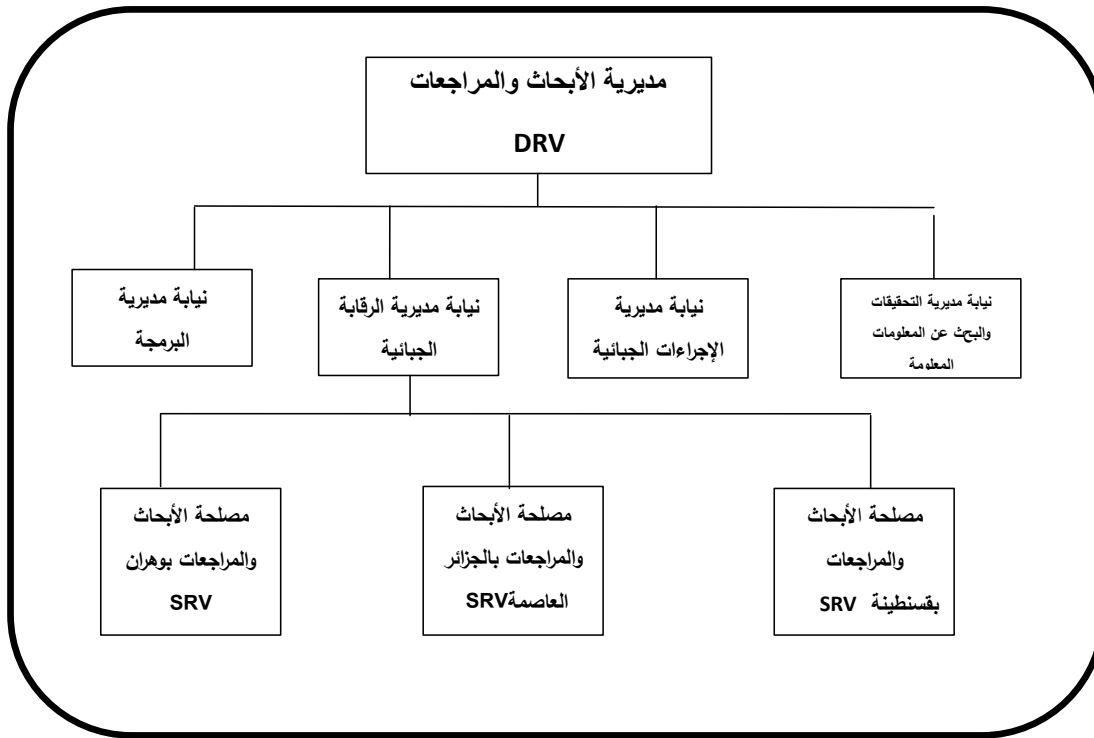 مديرية الأبحاث والمراجعات
DRV
نيابة مديرية التحقيقات
والبحث عن المعلومات
المعلومة
نيابة مديرية
الإجراءات الجبائية
نيابة مديرية الرقابة
الجبائية
نيابة مديرية
البرمجة
مصلحة الأبحاث
والمراجعات
بقسنطينة SRV
مصلحة الأبحاث
والمراجعات بالجزائر
العاصمةSRV
مصلحة الأبحاث
والمراجعات بوهران
SRV